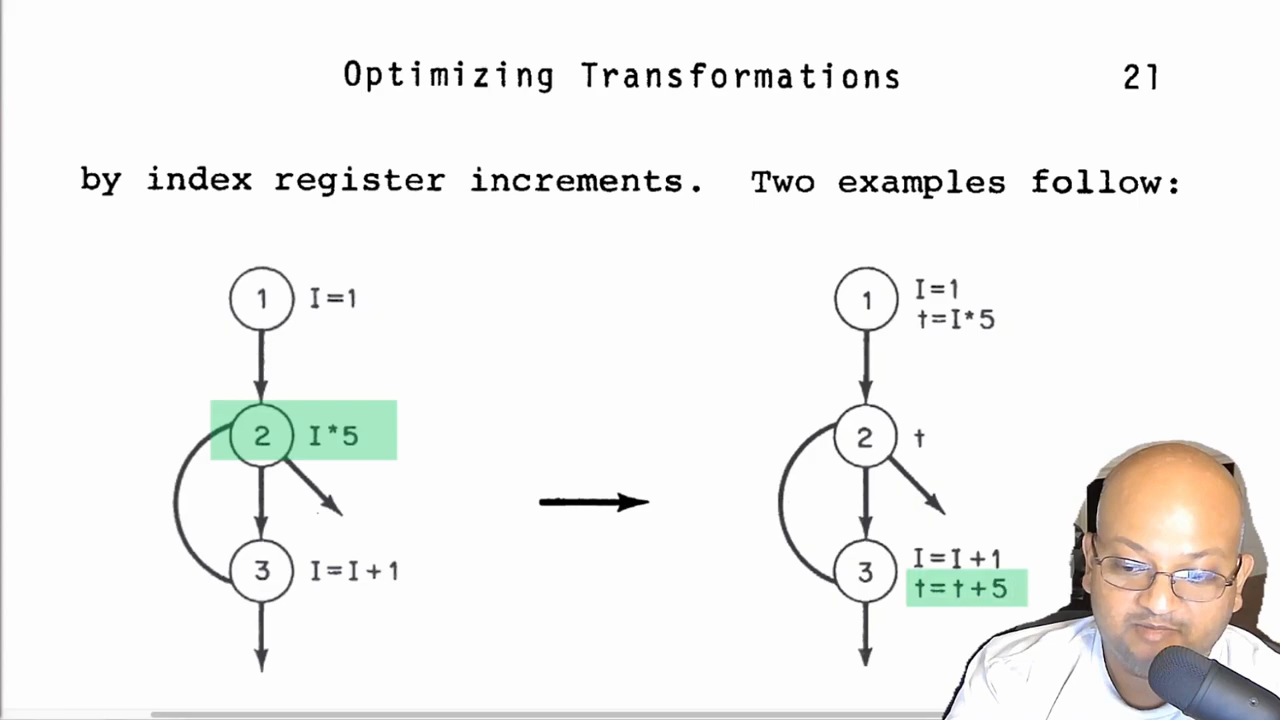 Optimizing Transformations 21
by index register increments. Two examples follow:
1 I=1
2 I*5
3 I=I+1
1 I=1
t=I*5
2 t
3 I=I+1
t=t+5